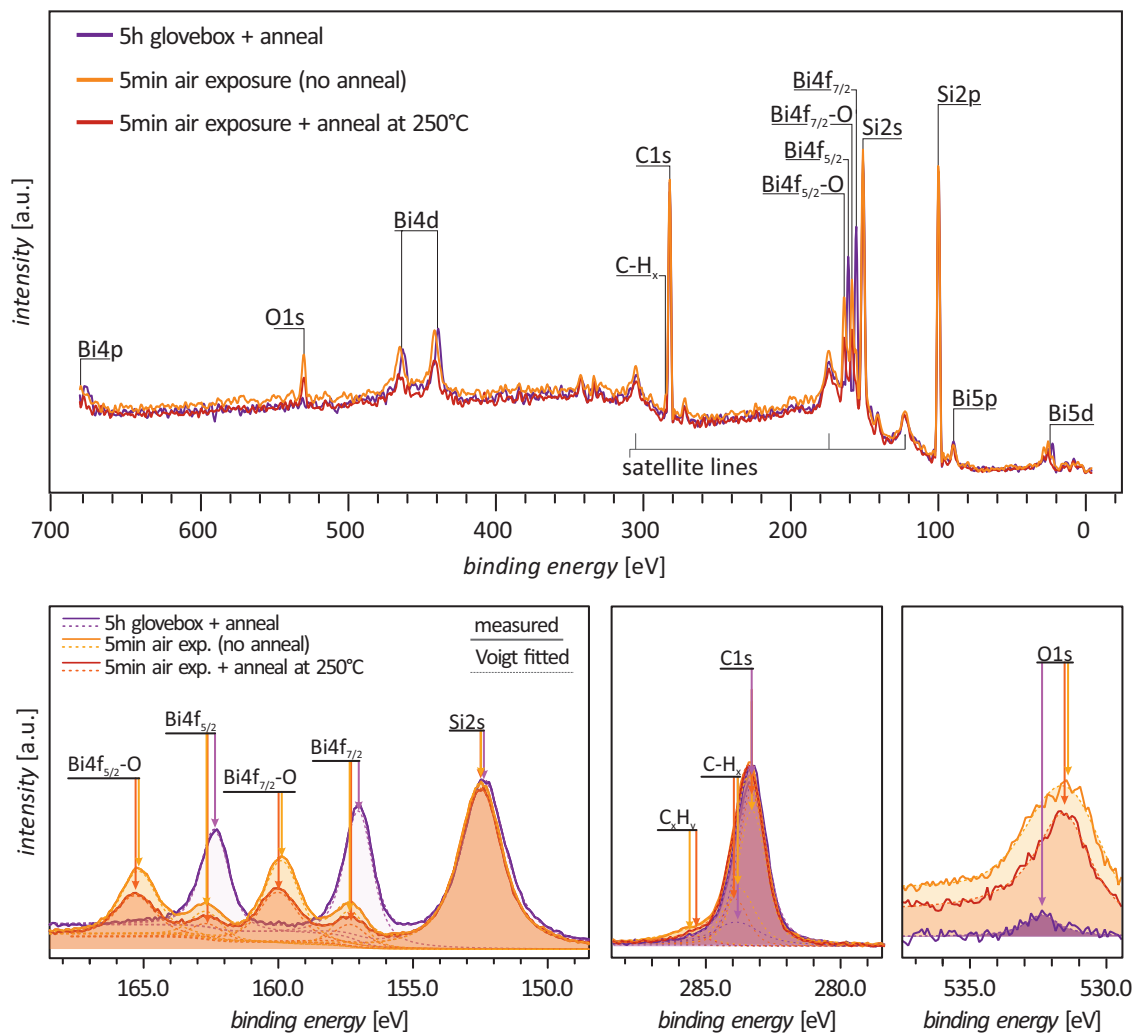 5h glovebox + anneal
5min air exposure (no anneal)
5min air exposure + anneal at 250°C
Bi4f7/2
Bi4f7/2-O
Bi4f5/2
Bi4f5/2-O
Si2s
Si2p
C1s
C-Hx
Bi4d
O1s
Bi4p
Bi5p
Bi5d
satellite lines
intensity [a.u.]
700 600 500 400 300 200 100 0
binding energy [eV]
5h glovebox + anneal
5min air exp. (no anneal)
5min air exp. + anneal at 250°C
measured
Voigt fitted
Bi4f5/2-O
Bi4f5/2
Bi4f7/2-O
Bi4f7/2
Si2s
intensity [a.u.]
165.0 160.0 155.0 150.0
binding energy [eV]
C1s
C-Hx
CxHy
285.0 280.0
binding energy [eV]
O1s
535.0 530.0
binding energy [eV]